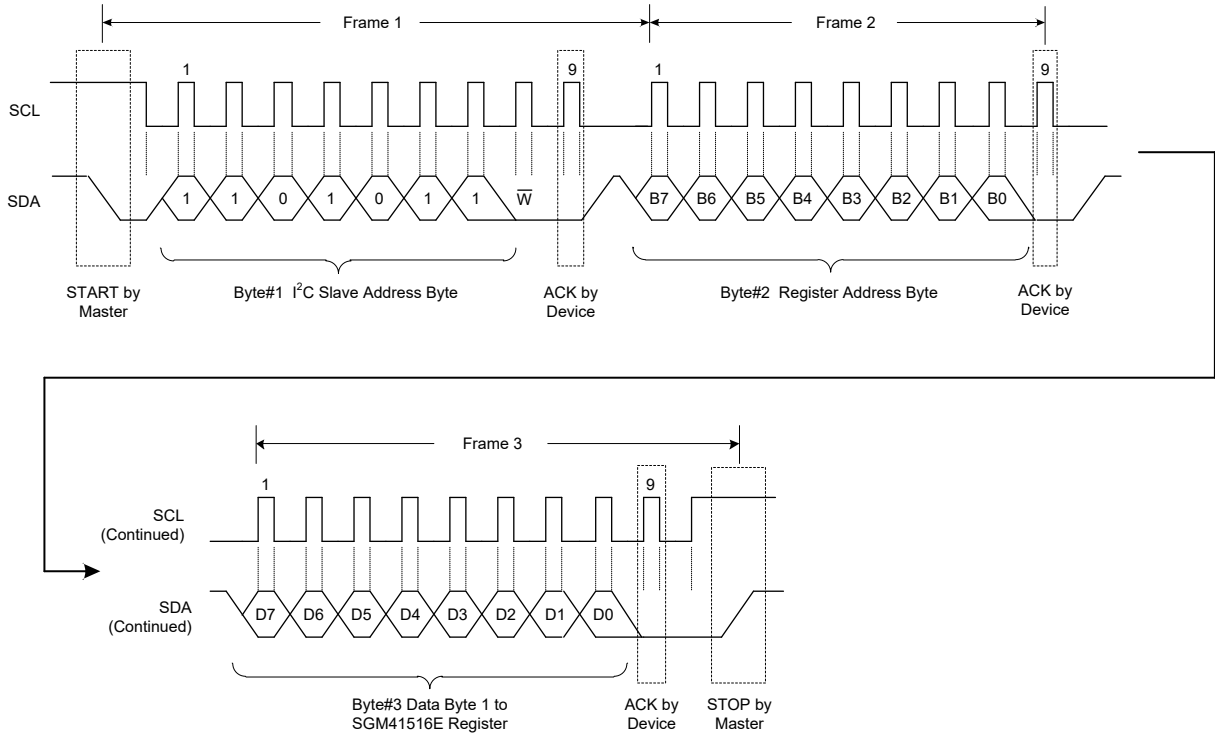 Frame 1
Frame 2
1
9
1
9
SCL
SDA
1 1 0 1 0 1 1 W̅
B7 B6 B5 B4 B3 B2 B1 B0
START by
Master
Byte#1 I²C Slave Address Byte
ACK by
Device
Byte#2 Register Address Byte
ACK by
Device
Frame 3
1
9
SCL
(Continued)
SDA
(Continued)
D7 D6 D5 D4 D3 D2 D1 D0
Byte#3 Data Byte 1 to
SGM41516E Register
ACK by
Device
STOP by
Master